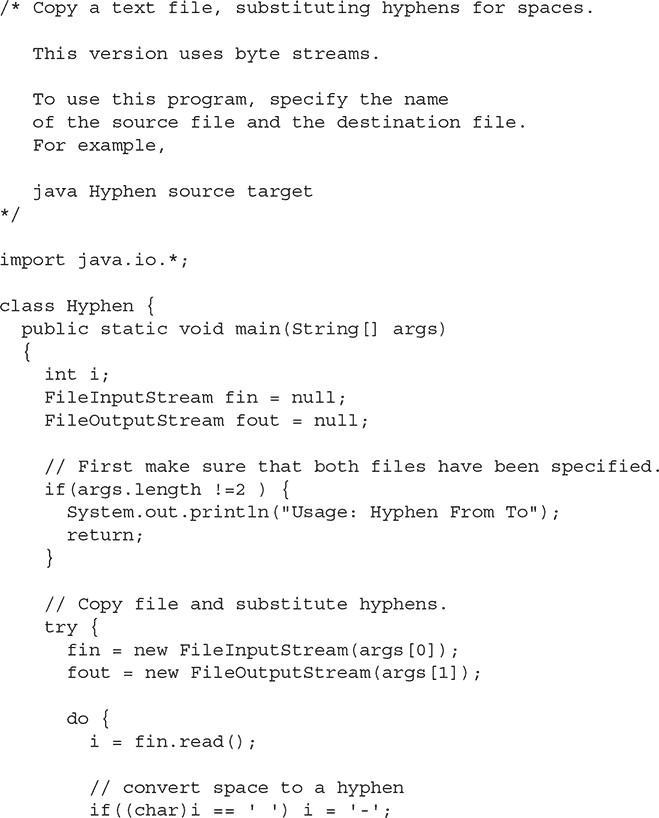 /* Copy a text file, substituting hyphens for spaces.
This version uses byte streams.
To use this program, specify the name
of the source file and the destination file.
For example,
java Hyphen source target
*/
import java.io.*;
class Hyphen {
public static void main(String[] args)
{
int i;
FileInputStream fin = null;
FileOutputStream fout = null;
// First make sure that both files have been specified.
if(args.length !=2 ) {
System.out.println("Usage: Hyphen From To");
return;
}
// Copy file and substitute hyphens.
try {
fin = new FileInputStream(args[0]);
fout = new FileOutputStream(args[1]);
do {
i = fin.read();
// convert space to a hyphen
if((char)i == ' ') i = '-';